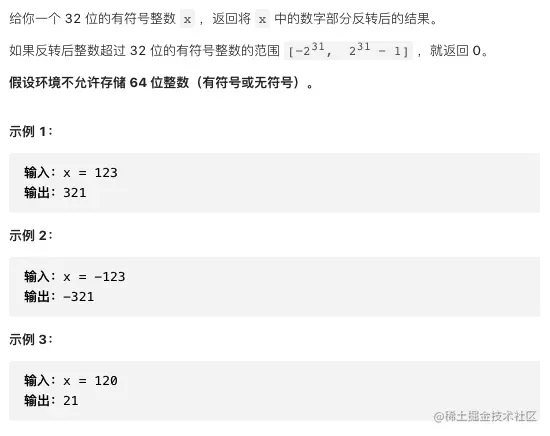 给你一个 32 位的有符号整数 x ，返回将 x 中的数字部分反转后的结果。
如果反转后整数超过 32 位的有符号整数的范围 [−2³¹, 2³¹ − 1] ，就返回 0。
假设环境不允许存储 64 位整数（有符号或无符号）。
示例 1：
输入：x = 123
输出：321
示例 2：
输入：x = -123
输出：-321
示例 3：
输入：x = 120
输出：21
@稀土掘金技术社区